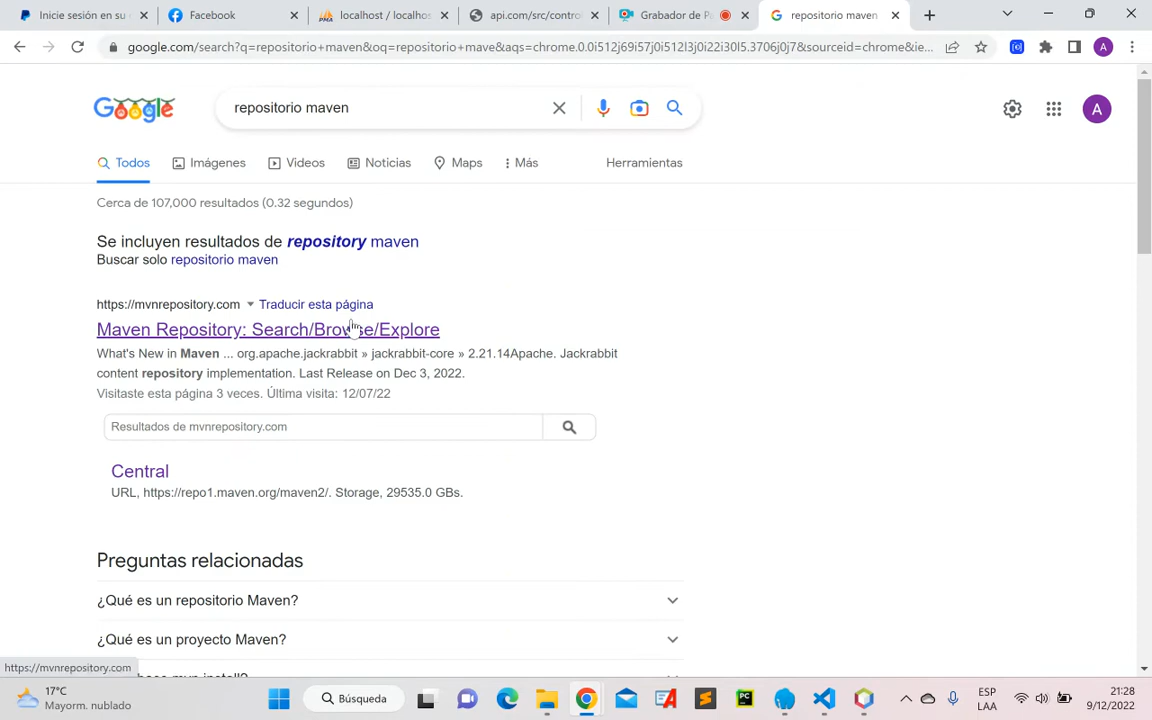 Inicie sesión en su
Facebook
localhost / localhos
api.com/src/contro
Grabador de P
repositorio maven
google.com/search?q=repositorio+maven&oq=repositorio+mave&aqs=chrome.0.0i512j69i57j0i512l3j0i22i30l5.3706j0j7&sourceid=chrome&ie...
A
Google
repositorio maven
A
Todos
Imágenes
Videos
Noticias
Maps
Más
Herramientas
Cerca de 107,000 resultados (0.32 segundos)
Se incluyen resultados de repository maven
Buscar solo repositorio maven
https://mvnrepository.com Traducir esta página
Maven Repository: Search/Browse/Explore
What's New in Maven ... org.apache.jackrabbit » jackrabbit-core » 2.21.14Apache. Jackrabbit
content repository implementation. Last Release on Dec 3, 2022.
Visitaste esta página 3 veces. Última visita: 12/07/22
Resultados de mvnrepository.com
Central
URL, https://repo1.maven.org/maven2/. Storage, 29535.0 GBs.
Preguntas relacionadas
¿Qué es un repositorio Maven?
¿Qué es un proyecto Maven?
https://mvnrepository.com
17°C
Mayorm. nublado
Búsqueda
ESP
LAA
21:28
9/12/2022